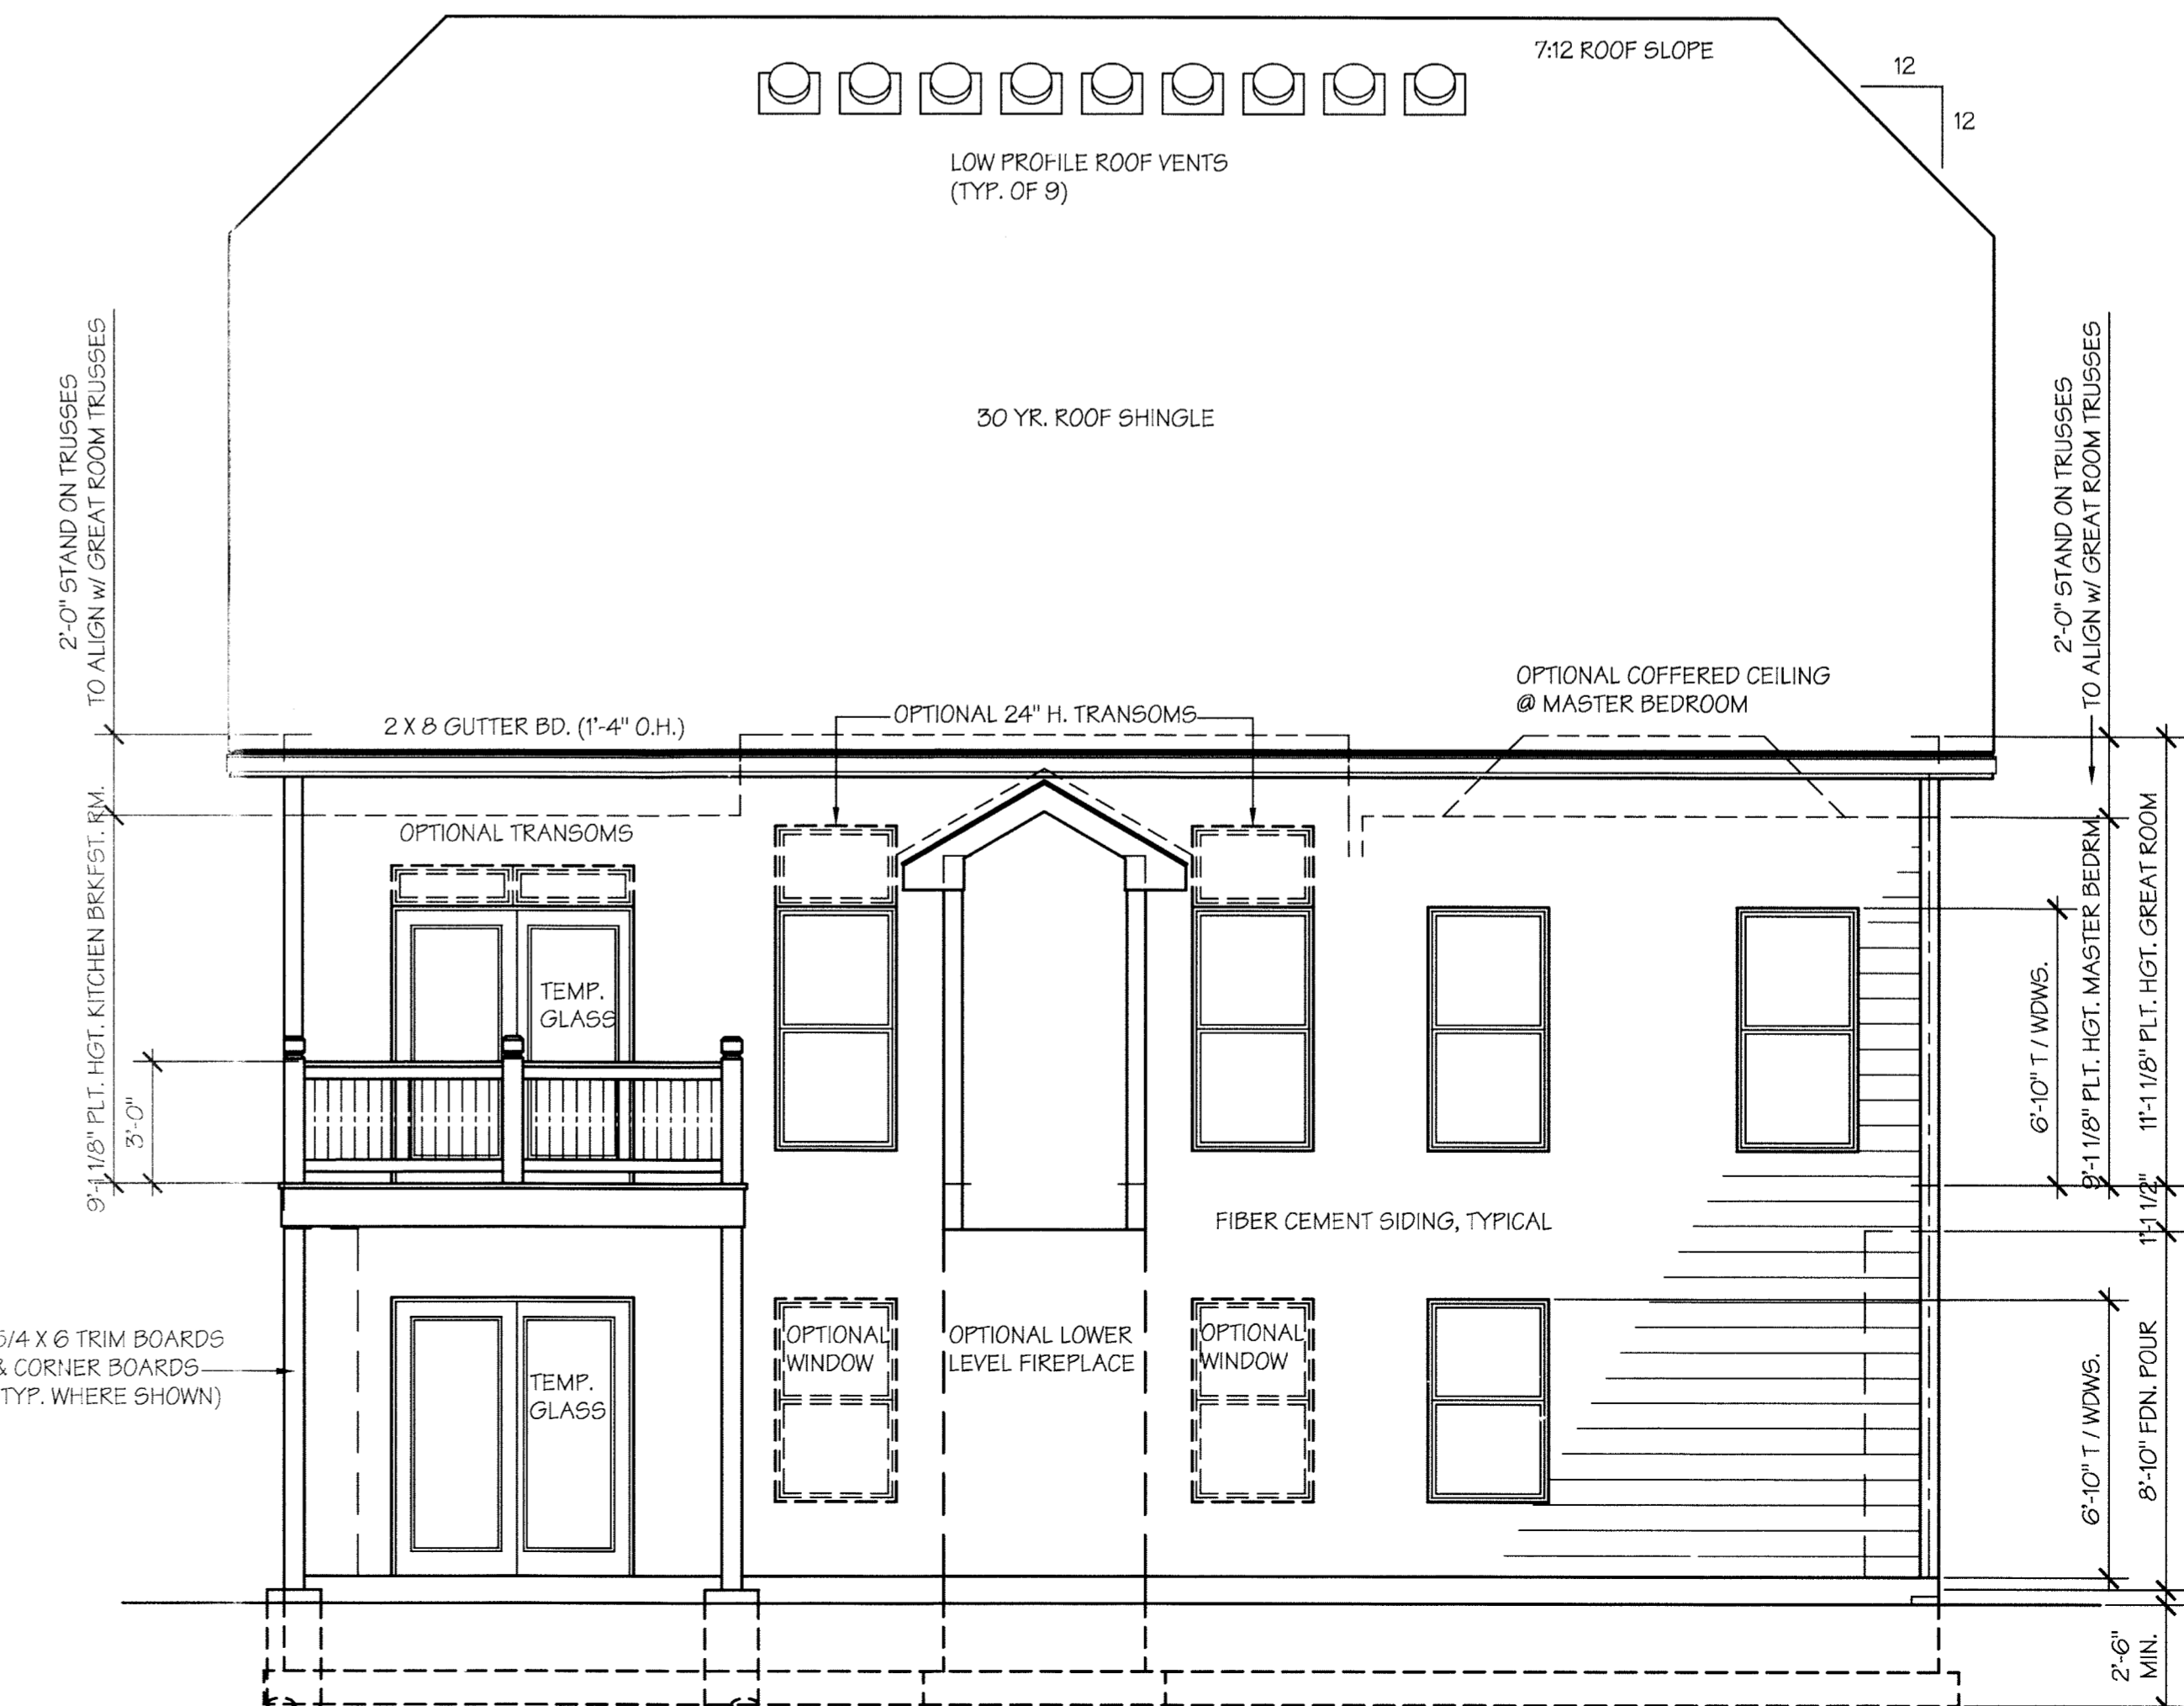 7:12 ROOF SLOPE
12
12
LOW PROFILE ROOF VENTS
(TYP. OF 9)
30 YR. ROOF SHINGLE
2'-0" STAND ON TRUSSES
TO ALIGN w/ GREAT ROOM TRUSSES
2'-0" STAND ON TRUSSES
TO ALIGN w/ GREAT ROOM TRUSSES
OPTIONAL COFFERED CEILING
@ MASTER BEDROOM
2 X 8 GUTTER BD. (1'-4" O.H.)
OPTIONAL 24" H. TRANSOMS
OPTIONAL TRANSOMS
9'-1 1/8" PLT. HGT. KITCHEN BRKFST. RM.
3'-0"
TEMP.
GLASS
6'-10" T / WDWS.
9'-1 1/8" PLT. HGT. MASTER BEDRM.
11'-1 1/8" PLT. HGT. GREAT ROOM
1'-1 1/2"
FIBER CEMENT SIDING, TYPICAL
5/4 X 6 TRIM BOARDS
& CORNER BOARDS
TYP. WHERE SHOWN)
TEMP.
GLASS
OPTIONAL
WINDOW
OPTIONAL LOWER
LEVEL FIREPLACE
OPTIONAL
WINDOW
6'-10" T / WDWS.
8'-10" FDN. POUR
2'-6"
MIN.